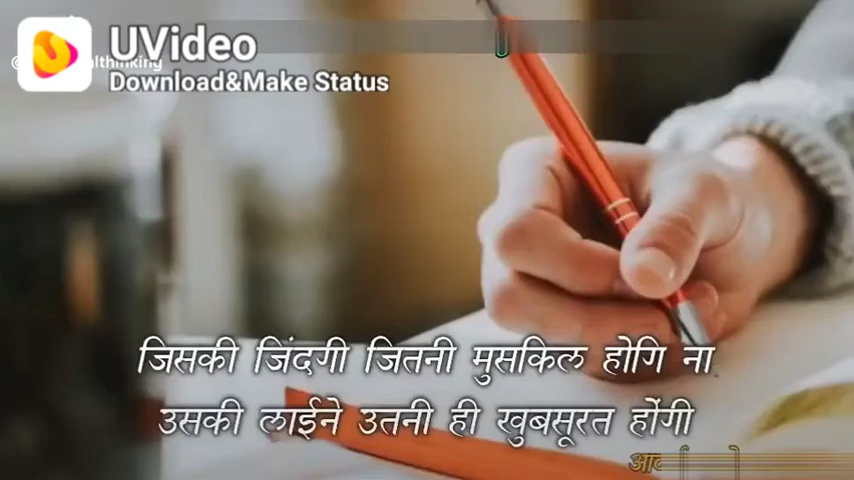 UVideo
Download&Make Status
जिसकी जिंदगी जितनी मुसकिल होगि ना
उसकी लाईने उतनी ही खुबसूरत होंगी